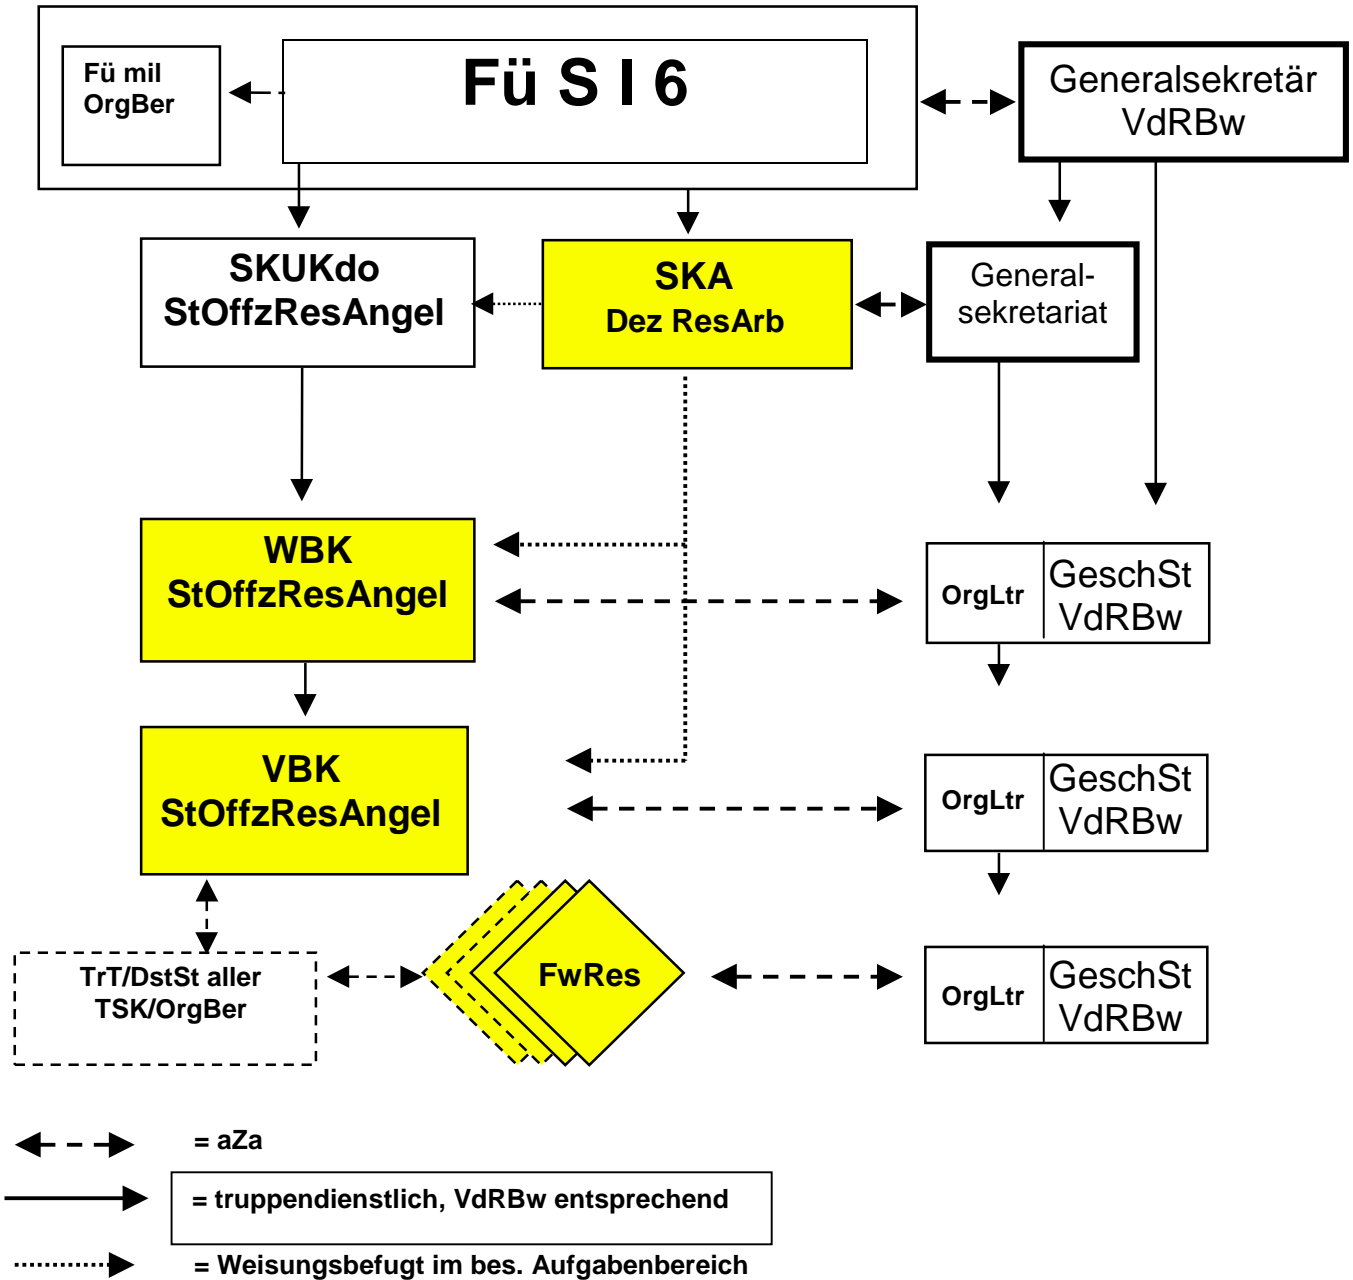 Fü mil
OrgBer
Fü S I 6
Generalsekretär
VdRBw
SKUKdo
StOffzResAngel
SKA
Dez ResArb
General-
sekretariat
WBK
StOffzResAngel
OrgLtr
GeschSt
VdRBw
VBK
StOffzResAngel
OrgLtr
GeschSt
VdRBw
TrT/DstSt aller
TSK/OrgBer
FwRes
OrgLtr
GeschSt
VdRBw
= aZa
= truppendienstlich, VdRBw entsprechend
= Weisungsbefugt im bes. Aufgabenbereich